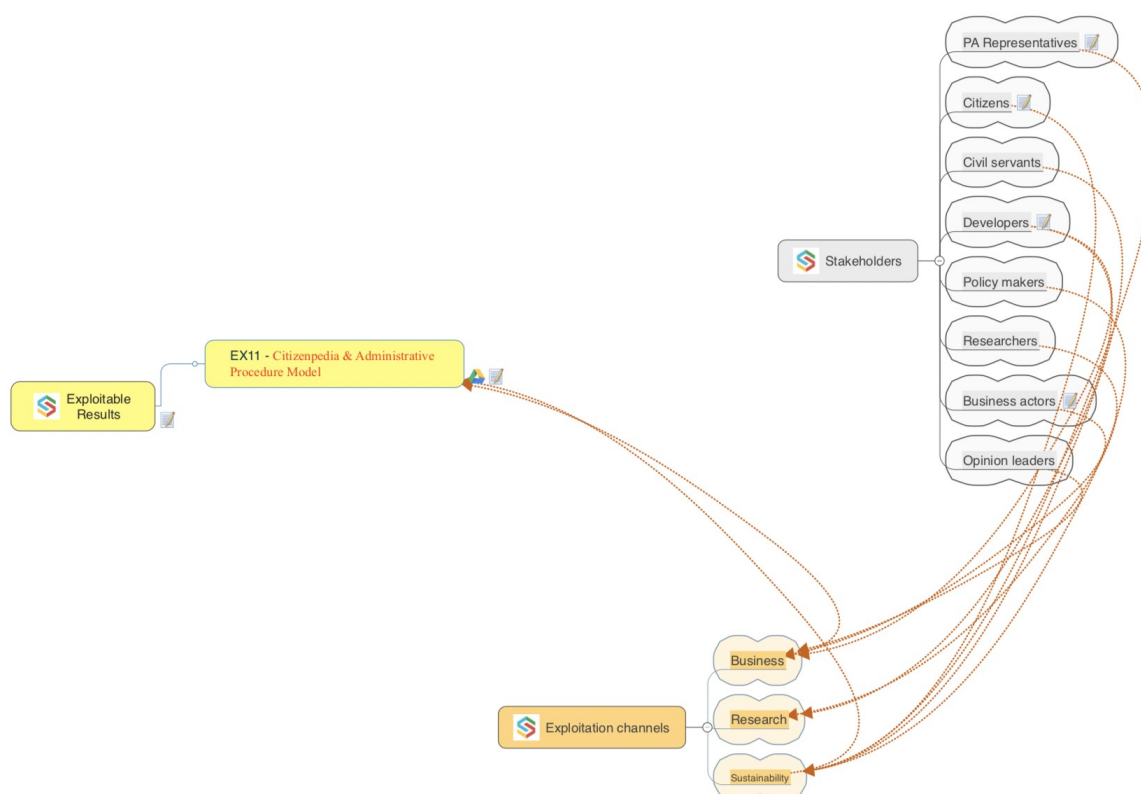 PA Representatives
Citizens
Civil servants
Developers
Stakeholders
Policy makers
Researchers
EX11 - Citizenpedia & Administrative
Procedure Model
Exploitable
Results
Business actors
Opinion leaders
Business
Research
Exploitation channels
Sustainability